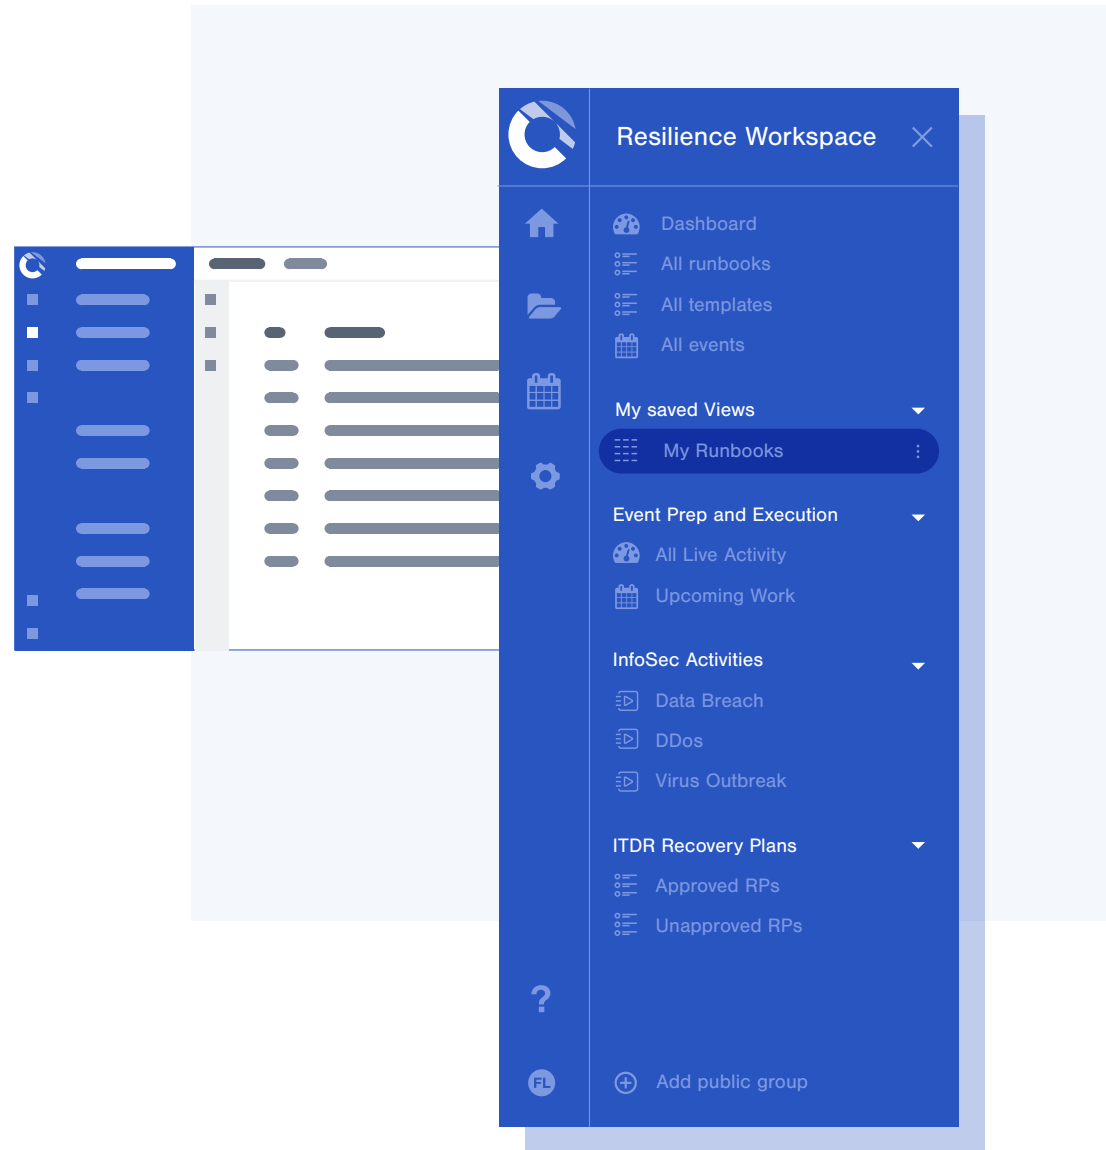 Resilience Workspace
Dashboard
All runbooks
All templates
All events
My saved Views
My Runbooks
Event Prep and Execution
All Live Activity
Upcoming Work
InfoSec Activities
Data Breach
DDos
Virus Outbreak
ITDR Recovery Plans
Approved RPs
Unapproved RPs
?
FL
Add public group